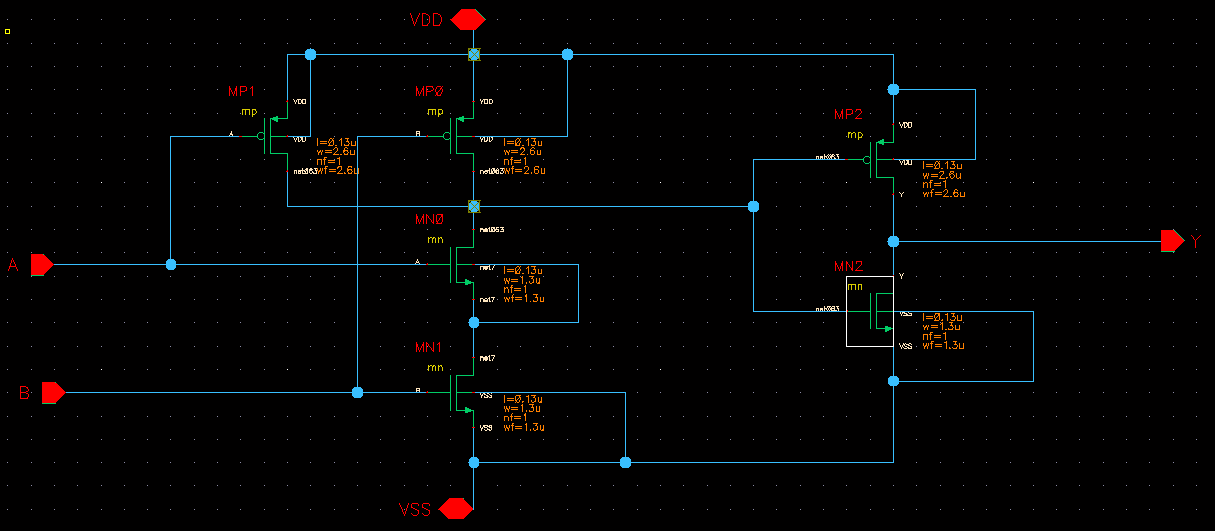 VDD
MP1
mp
VDD
A
VDD
l=0.13u
w=2.6u
nf=1
wf=2.6u
net063
MP0
mp
VDD
B
VDD
l=0.13u
w=2.6u
nf=1
wf=2.6u
net063
MP2
mp
VDD
net063
VDD
l=0.13u
w=2.6u
nf=1
wf=2.6u
Y
MN0
mn
net063
A
net7
l=0.13u
w=1.3u
nf=1
wf=1.3u
net7
A
Y
MN2
mn
Y
net063
VSS
l=0.13u
w=1.3u
nf=1
wf=1.3u
VSS
MN1
mn
net7
B
VSS
l=0.13u
w=1.3u
nf=1
wf=1.3u
VSS
B
VSS